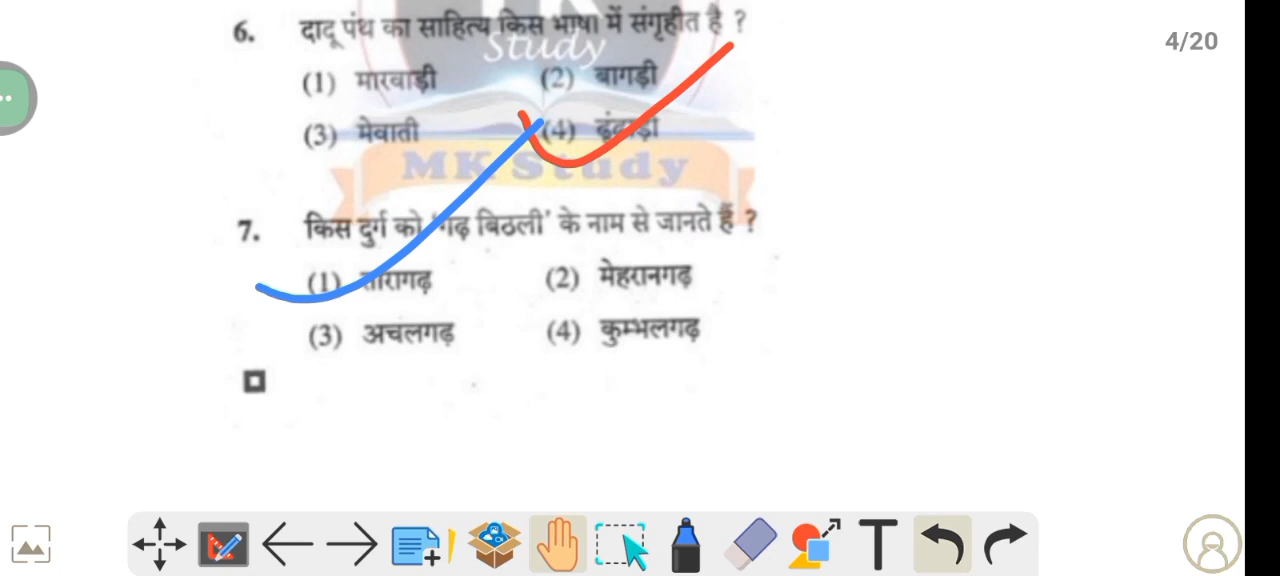 4/20
6. दादू पंथ का साहित्य किस भाषा में संगृहीत है ?
Study
(1) मारवाड़ी (2) बागड़ी
(3) मेवाती (4) ढूंढाड़ी
MK Study
7. किस दुर्ग को 'गढ़ बिठली' के नाम से जानते हैं ?
(1) तारागढ़ (2) मेहरानगढ़
(3) अचलगढ़ (4) कुम्भलगढ़
T